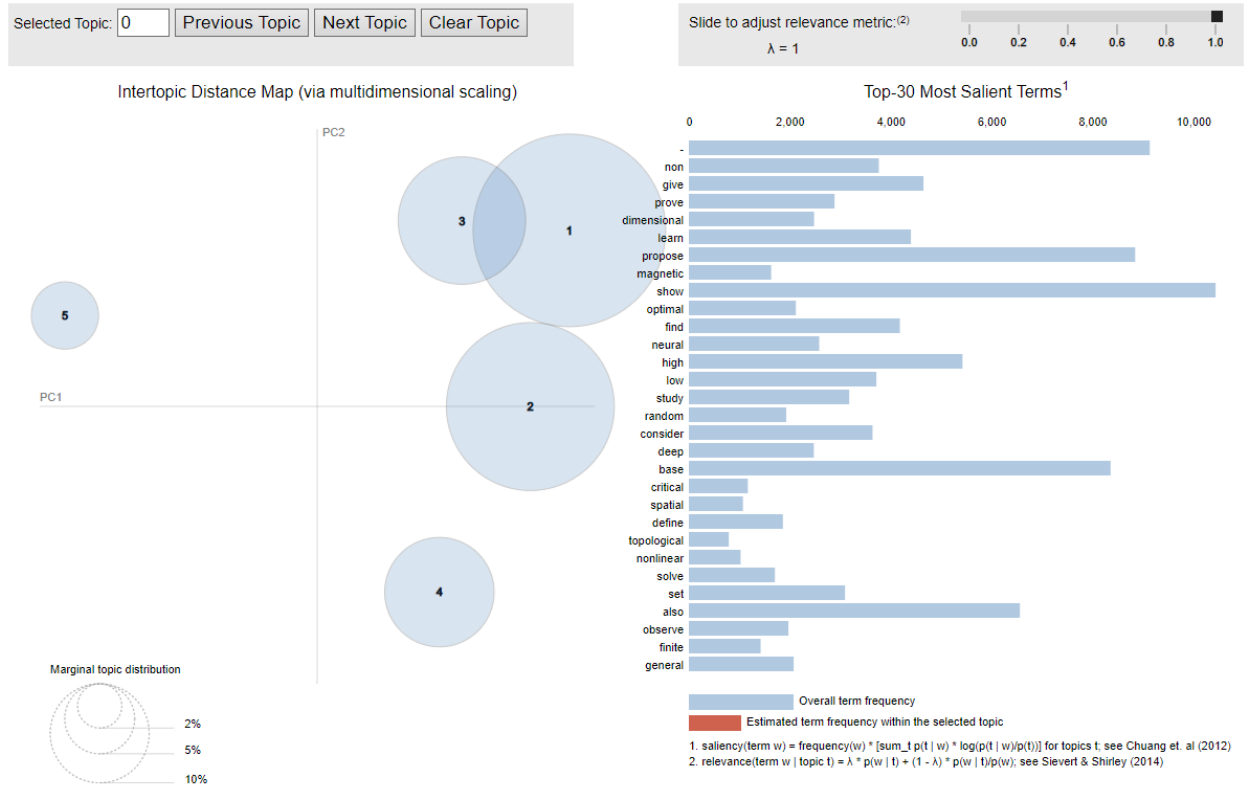 Selected Topic: 0 Previous Topic Next Topic Clear Topic
Slide to adjust relevance metric:(2)
λ = 1
0.0 0.2 0.4 0.6 0.8 1.0
Intertopic Distance Map (via multidimensional scaling)
PC2
PC1
3
1
5
2
4
Marginal topic distribution
2%
5%
10%
Top-30 Most Salient Terms1
0 2,000 4,000 6,000 8,000 10,000
-
non
give
prove
dimensional
learn
propose
magnetic
show
optimal
find
neural
high
low
study
random
consider
deep
base
critical
spatial
define
topological
nonlinear
solve
set
also
observe
finite
general
Overall term frequency
Estimated term frequency within the selected topic
1. saliency(term w) = frequency(w) * [sum_t p(t | w) * log(p(t | w)/p(t))] for topics t; see Chuang et. al (2012)
2. relevance(term w | topic t) = λ * p(w | t) + (1 - λ) * p(w | t)/p(w); see Sievert & Shirley (2014)